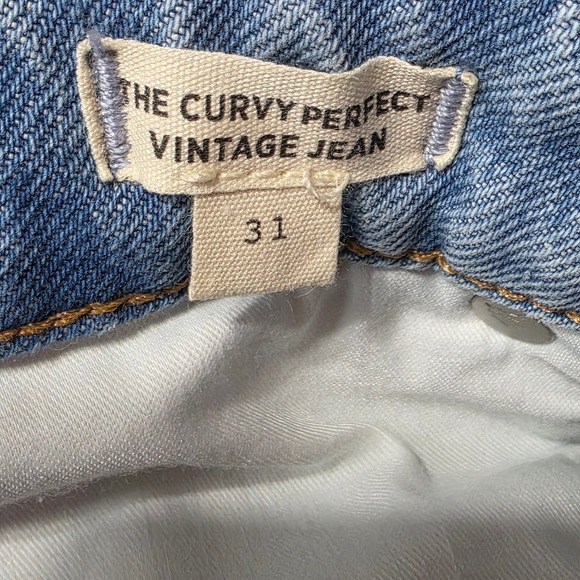 THE CURVY PERFECT
VINTAGE JEAN
31